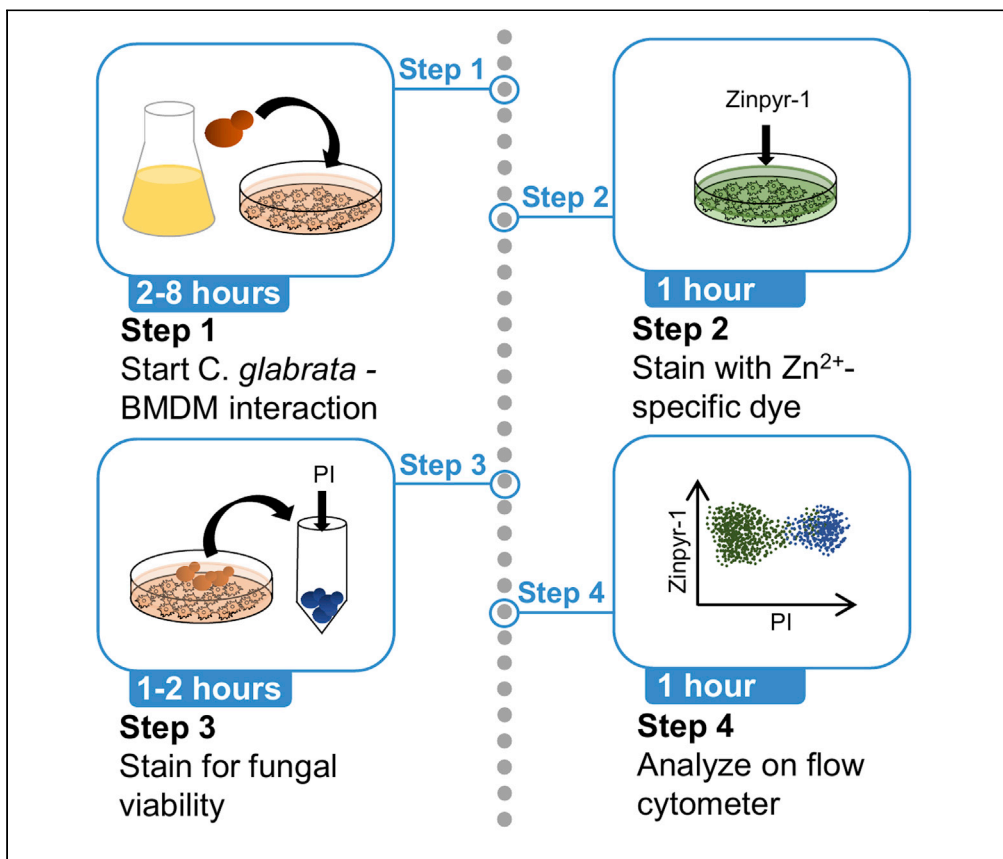 Step 1
2-8 hours
Step 1
Start C. glabrata -
BMDM interaction
Zinpyr-1
Step 2
1 hour
Step 2
Stain with Zn²⁺-
specific dye
PI
Step 3
1-2 hours
Step 3
Stain for fungal
viability
Zinpyr-1
PI
Step 4
1 hour
Step 4
Analyze on flow
cytometer